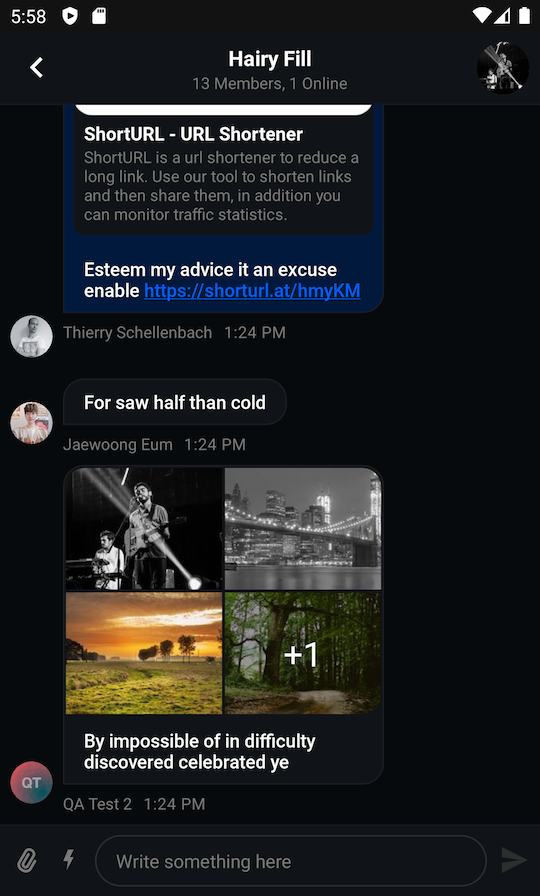 5:58
Hairy Fill
13 Members, 1 Online
ShortURL - URL Shortener
ShortURL is a url shortener to reduce a
long link. Use our tool to shorten links
and then share them, in addition you
can monitor traffic statistics.
Esteem my advice it an excuse
enable https://shorturl.at/hmyKM
Thierry Schellenbach 1:24 PM
For saw half than cold
Jaewoong Eum 1:24 PM
+1
By impossible of in difficulty
discovered celebrated ye
QT
QA Test 2 1:24 PM
Write something here